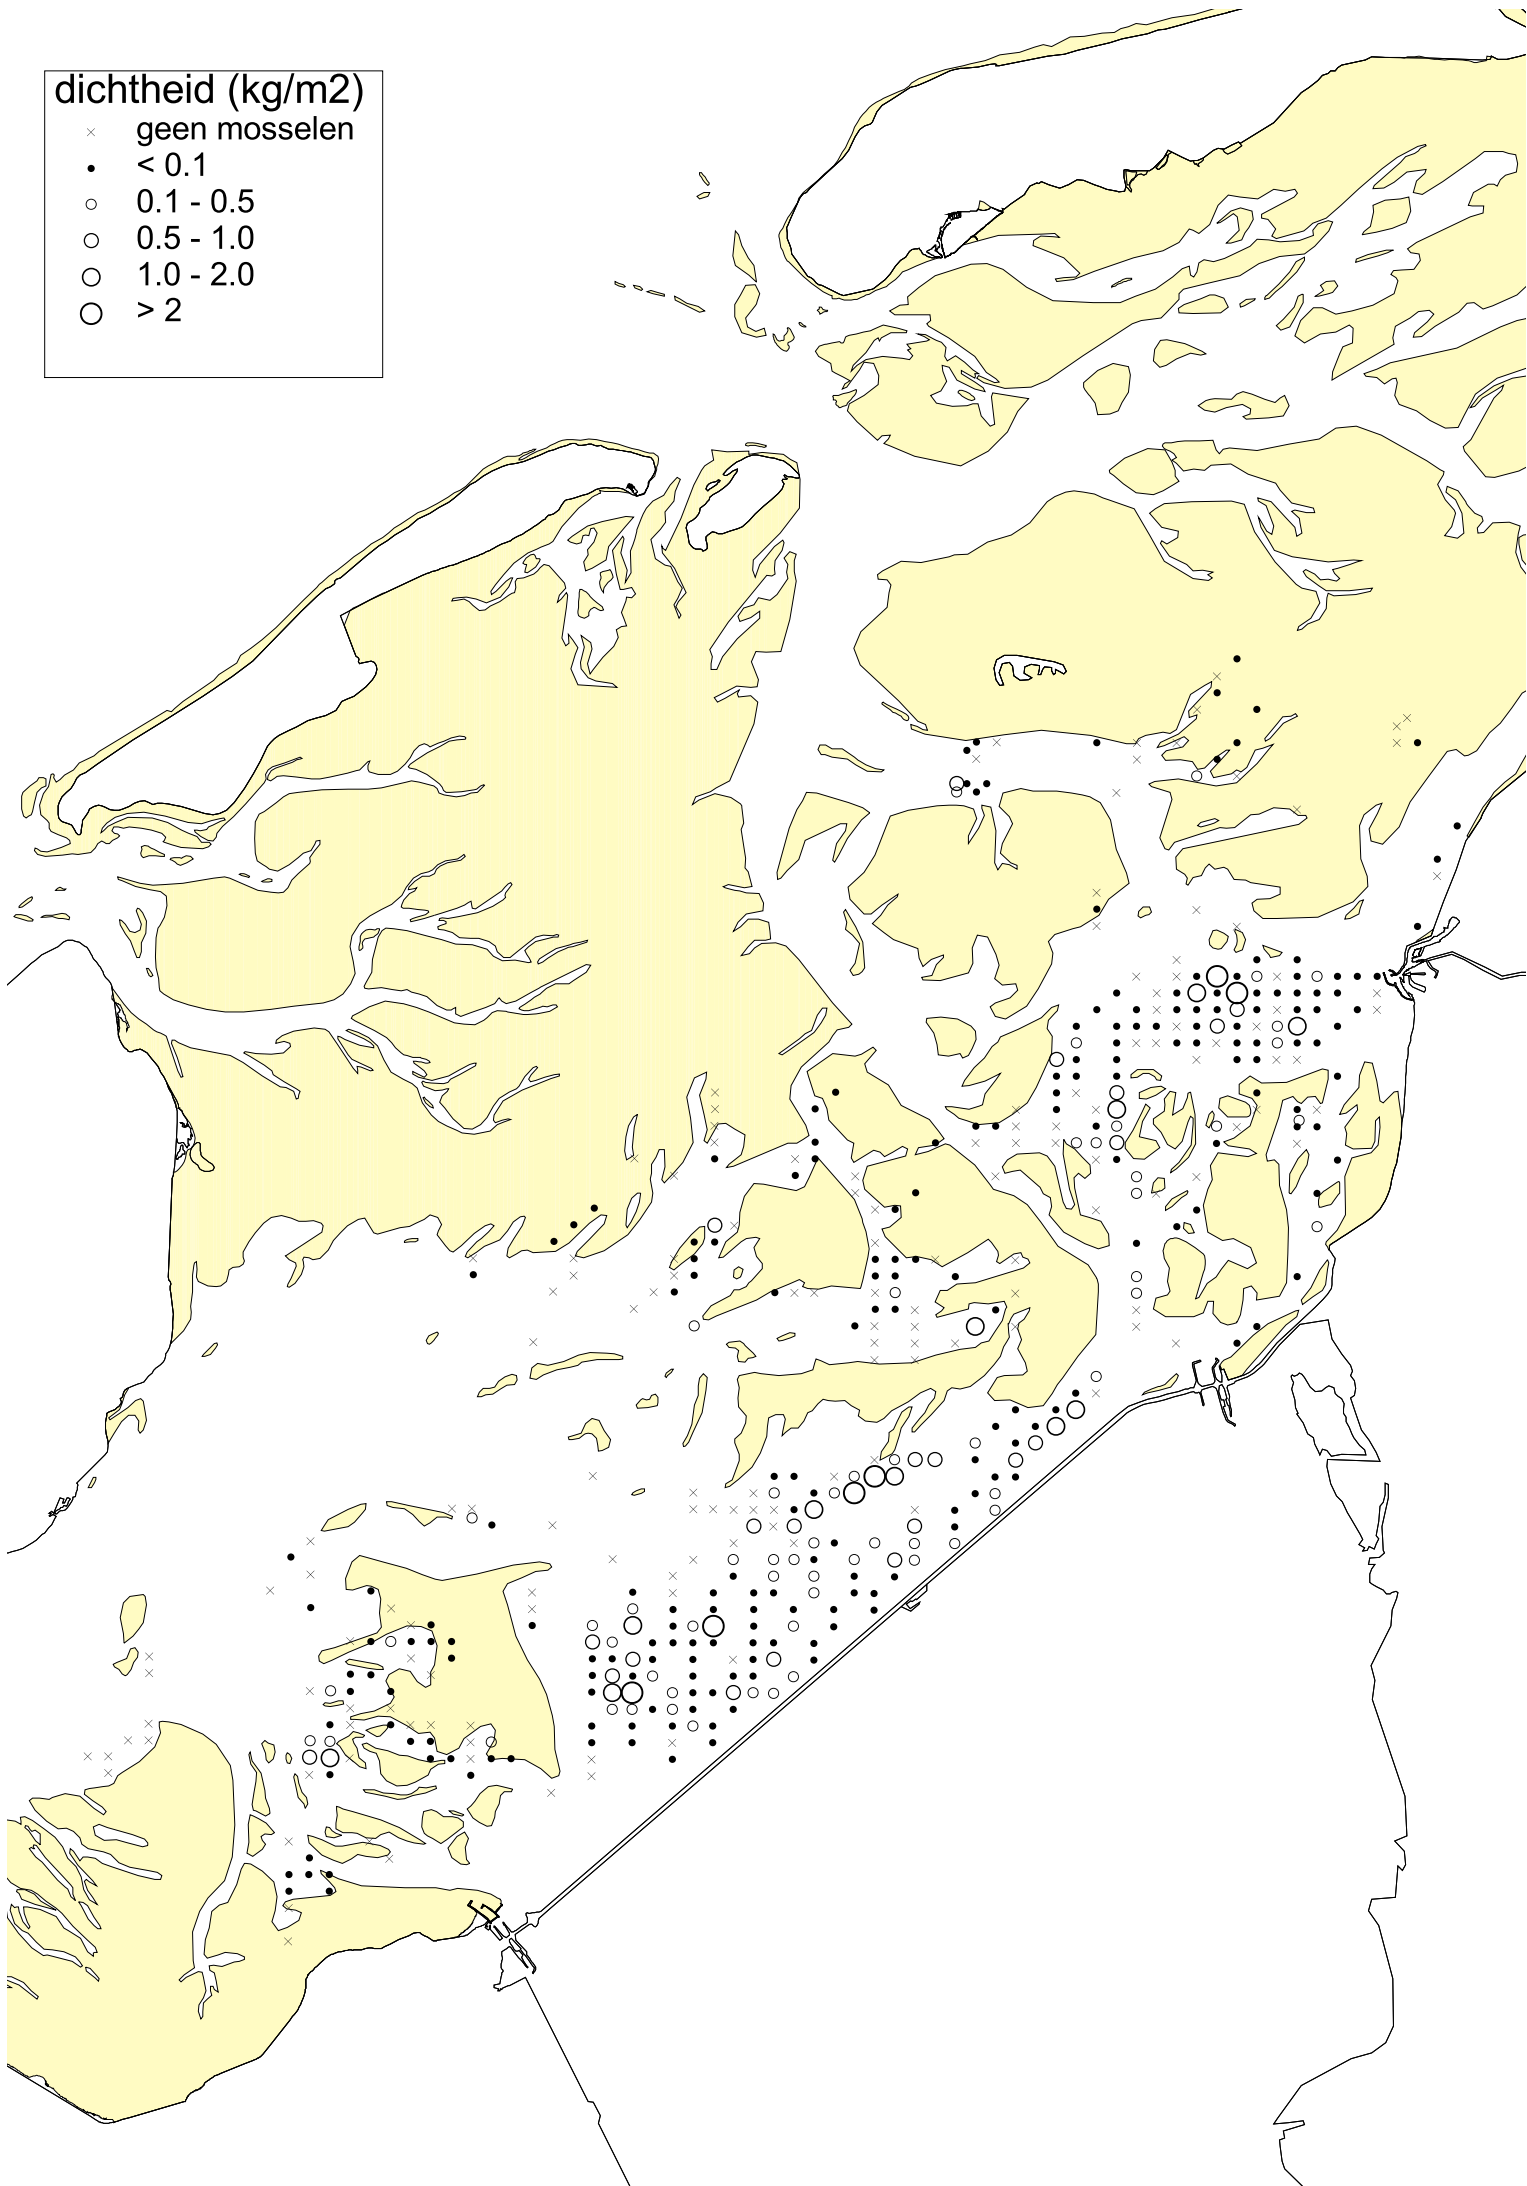 dichtheid (kg/m2)
geen mosselen
< 0.1
0.1 - 0.5
0.5 - 1.0
1.0 - 2.0
> 2